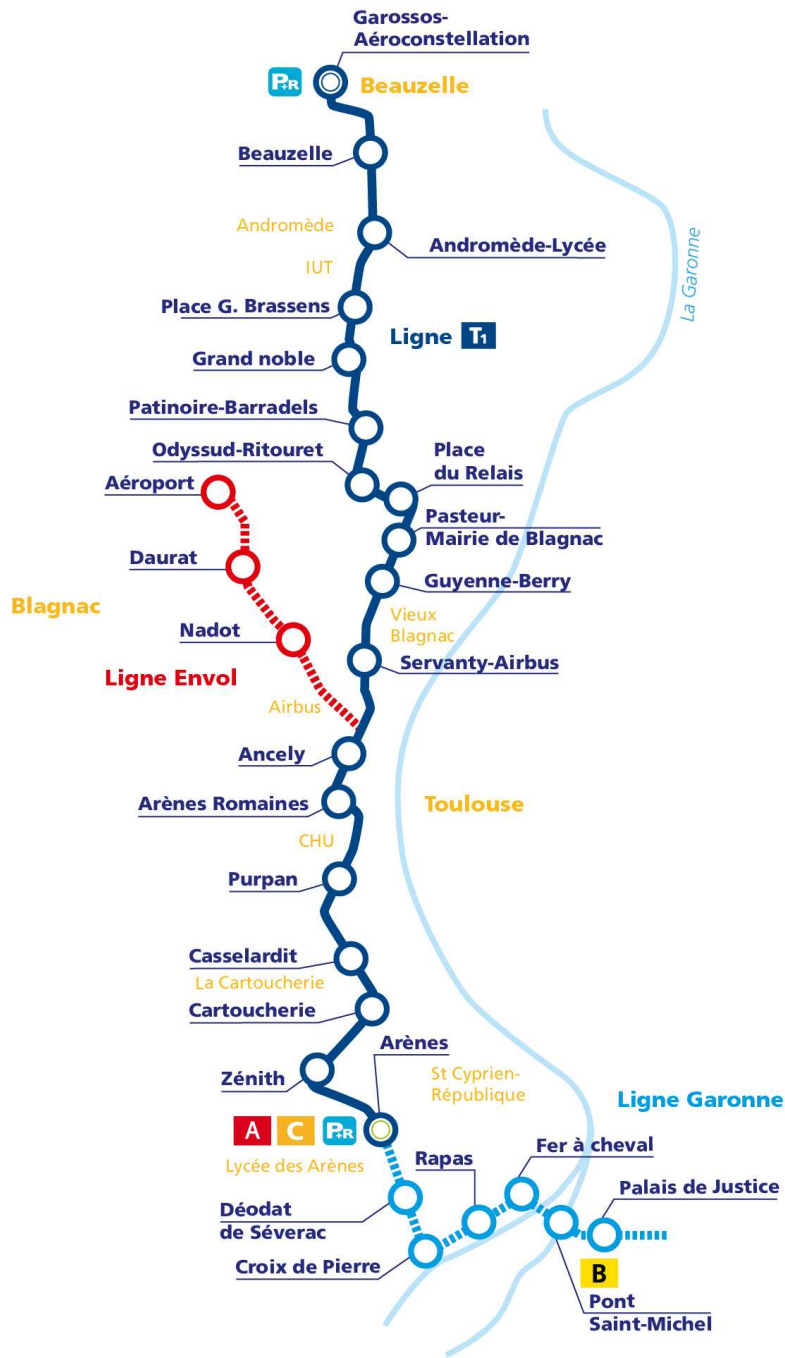 Garossos-
Aéroconstellation
P+R
Beauzelle
Beauzelle
Andromède
Andromède-Lycée
IUT
La Garonne
Place G. Brassens
Ligne T1
Grand noble
Patinoire-Barradels
Odyssud-Ritouret
Place
du Relais
Aéroport
Pasteur-
Mairie de Blagnac
Daurat
Guyenne-Berry
Blagnac
Vieux
Blagnac
Nadot
Servanty-Airbus
Ligne Envol
Airbus
Ancely
Arènes Romaines
Toulouse
CHU
Purpan
Casselardit
La Cartoucherie
Cartoucherie
Arènes
Zénith
St Cyprien-
République
Ligne Garonne
A C P+R
Fer à cheval
Lycée des Arènes
Rapas
Palais de Justice
Déodat
de Séverac
Croix de Pierre
B
Pont
Saint-Michel